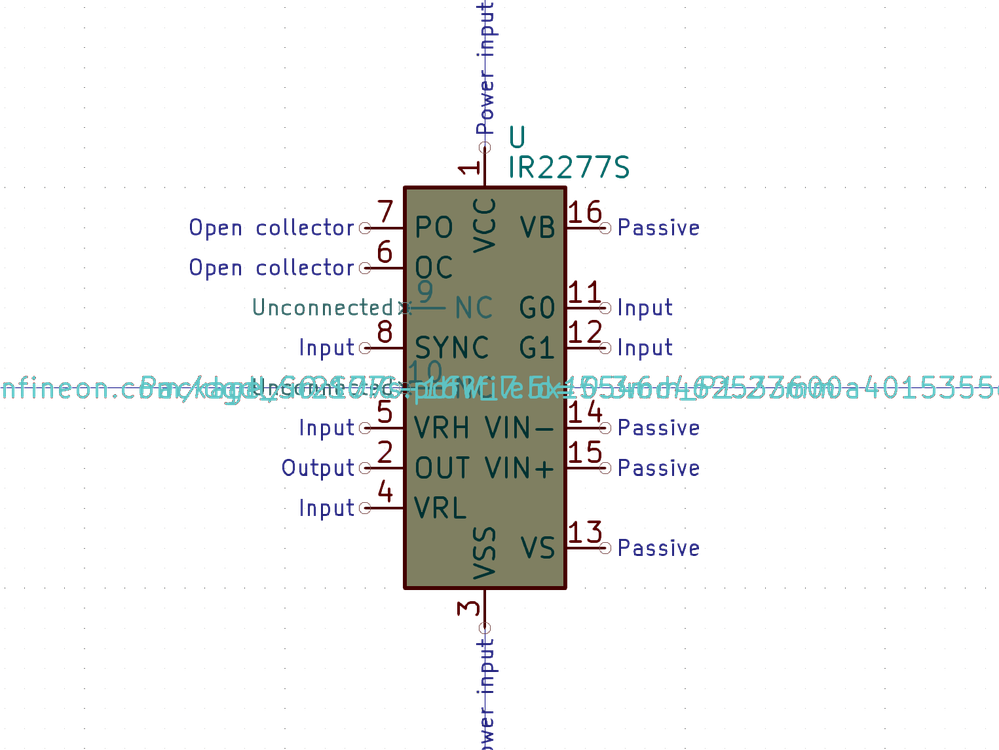 Power input
U
IR2277S
1
VCC
Open collector 7 PO VB 16 Passive
Open collector 6 OC
Unconnected 9 NC G0 11 Input
Input 8 SYNC G1 12 Input
10
Input 5 VRH VIN- 14 Passive
Output 2 OUT VIN+ 15 Passive
Input 4 VRL
VSS
VS 13 Passive
3